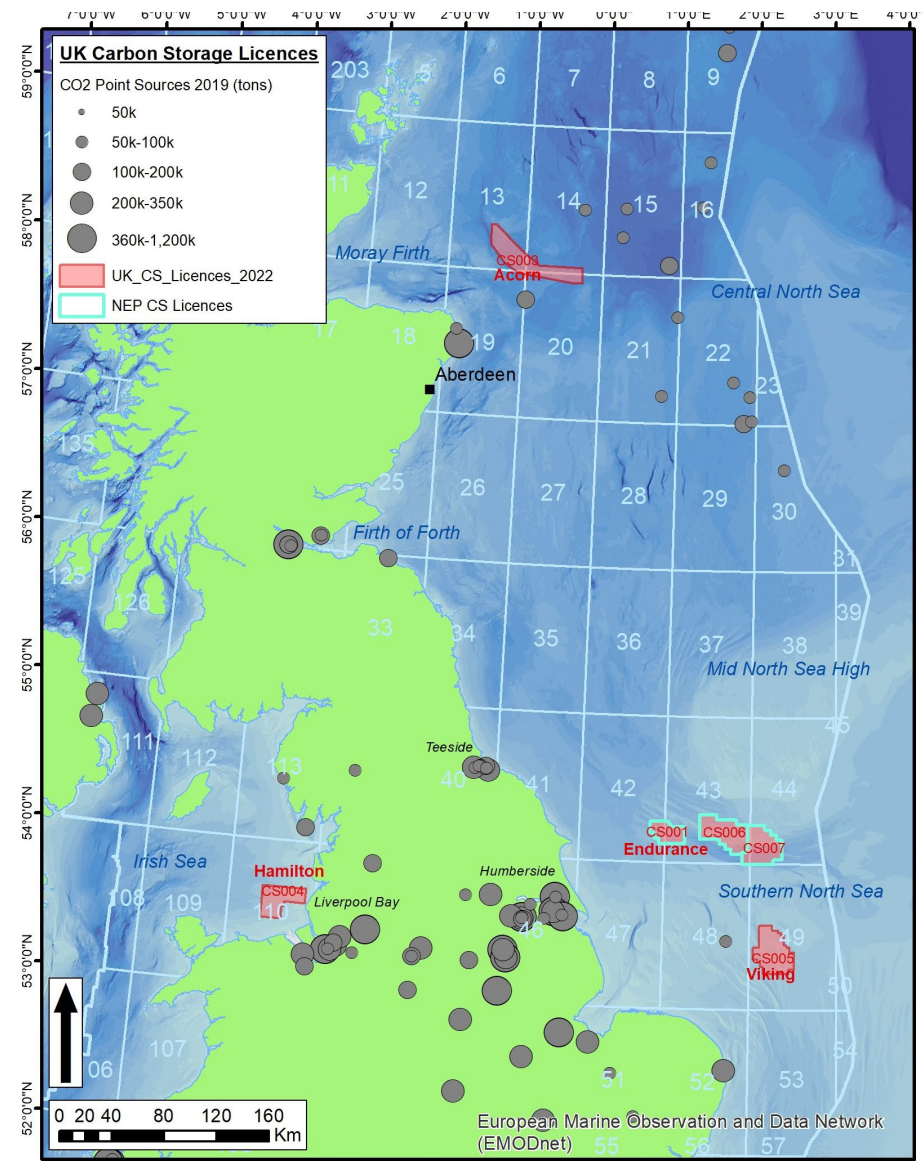 7°0'0"W 6°0'0"W 5°0'0"W 4°0'0"W 3°0'0"W 2°0'0"W 1°0'0"W 0°0'0" 1°0'0"E 2°0'0"E 3°0'0"E 4°0'0"E
UK Carbon Storage Licences
CO2 Point Sources 2019 (tons)
50k
50k-100k
100k-200k
200k-350k
360k-1,200k
UK_CS_Licences_2022
NEP CS Licences
59°0'0"N
58°0'0"N
57°0'0"N
56°0'0"N
55°0'0"N
54°0'0"N
53°0'0"N
52°0'0"N
203 5 6 7 8 9
11 12 13 14 15 16
CS003
Acorn
Moray Firth
Central North Sea
17 18 19 20 21 22 23
Aberdeen
135
25 26 27 28 29 30
Firth of Forth
31
125
126
33 34 35 36 37 38 39
Mid North Sea High
111 112 113
45
Teeside
40 41 42 43 44
CS001 CS006
CS007
Endurance
Irish Sea
Hamilton
CS004
Humberside
Southern North Sea
Liverpool Bay
108 109 110
46 47 48 49
CS005
Viking
50
107
06
51 52 53 54
0 20 40 80 120 160
Km
European Marine Observation and Data Network
(EMODnet)
55 56 57